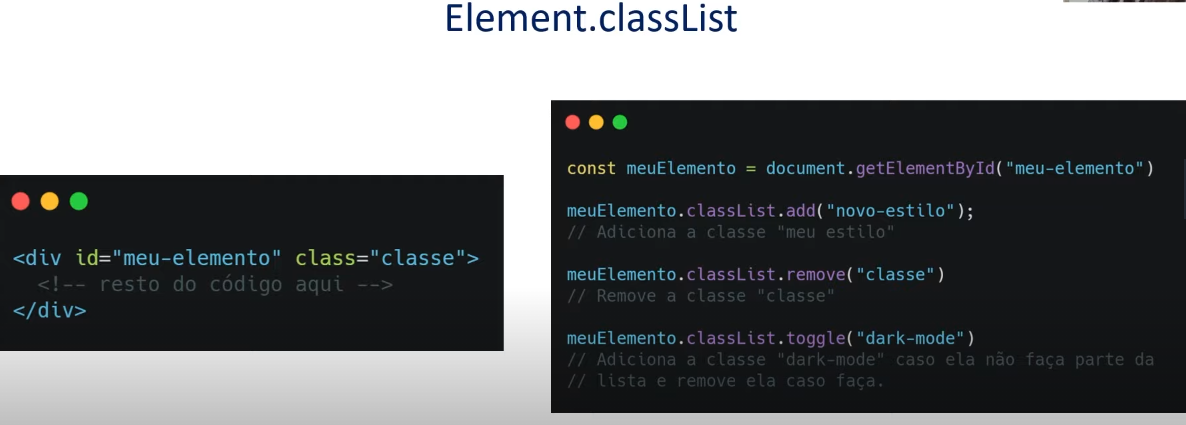 Element.classList
<div id="meu-elemento" class="classe">
<!-- resto do código aqui -->
</div>
const meuElemento = document.getElementById("meu-elemento")
meuElemento.classList.add("novo-estilo");
// Adiciona a classe "meu estilo"
meuElemento.classList.remove("classe")
// Remove a classe "classe"
meuElemento.classList.toggle("dark-mode")
// Adiciona a classe "dark-mode" caso ela não faça parte da
// lista e remove ela caso faça.